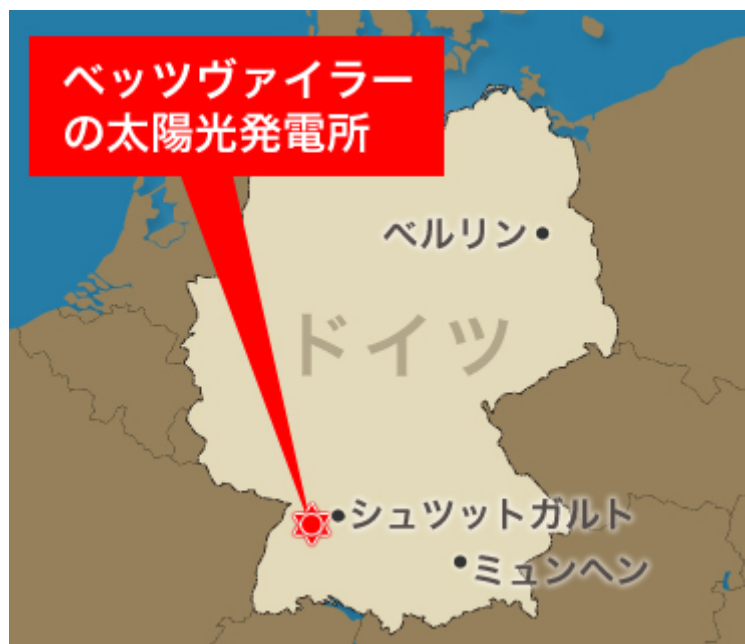 ベッツヴァイラー
の太陽光発電所
ベルリン
ドイツ
シュツットガルト
ミュンヘン